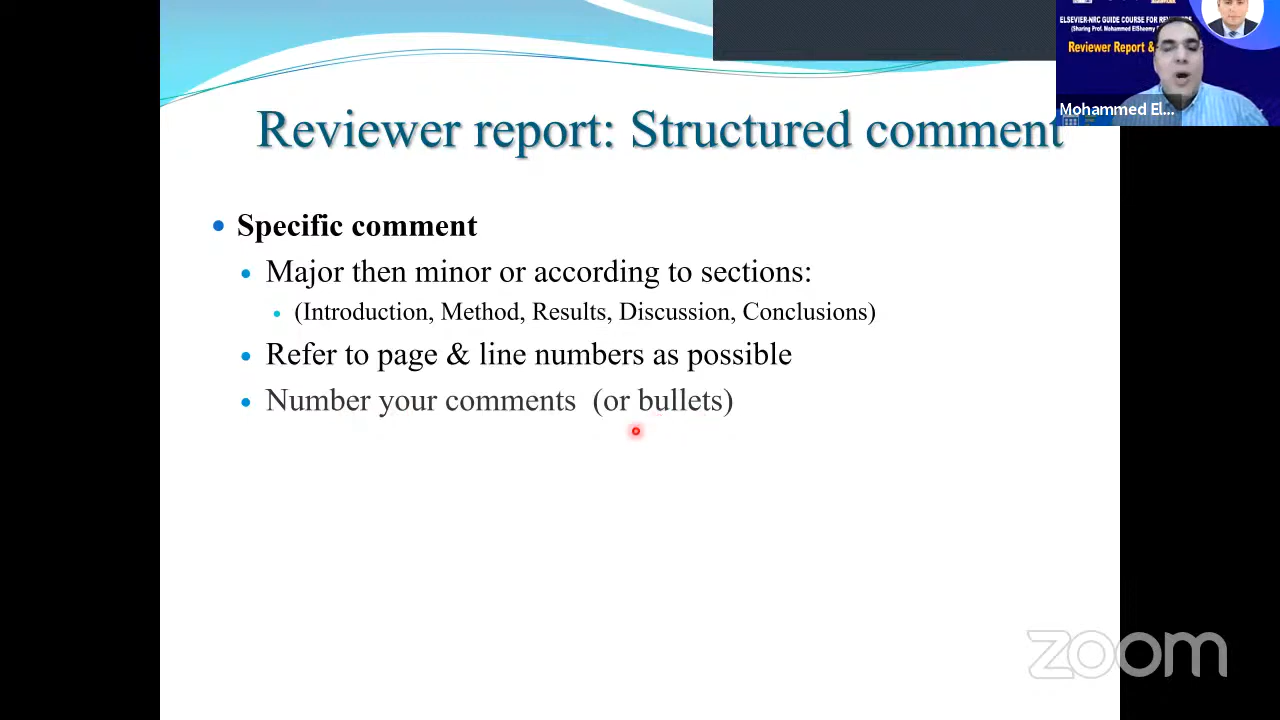 ELSEVIER-NRC GUIDE COURSE FOR REVIEWERS
(Sharing Prof. Mohammed ElShemy
Reviewer Report &
Mohammed El...
Reviewer report: Structured comment
Specific comment
Major then minor or according to sections:
(Introduction, Method, Results, Discussion, Conclusions)
Refer to page & line numbers as possible
Number your comments (or bullets)
zoom